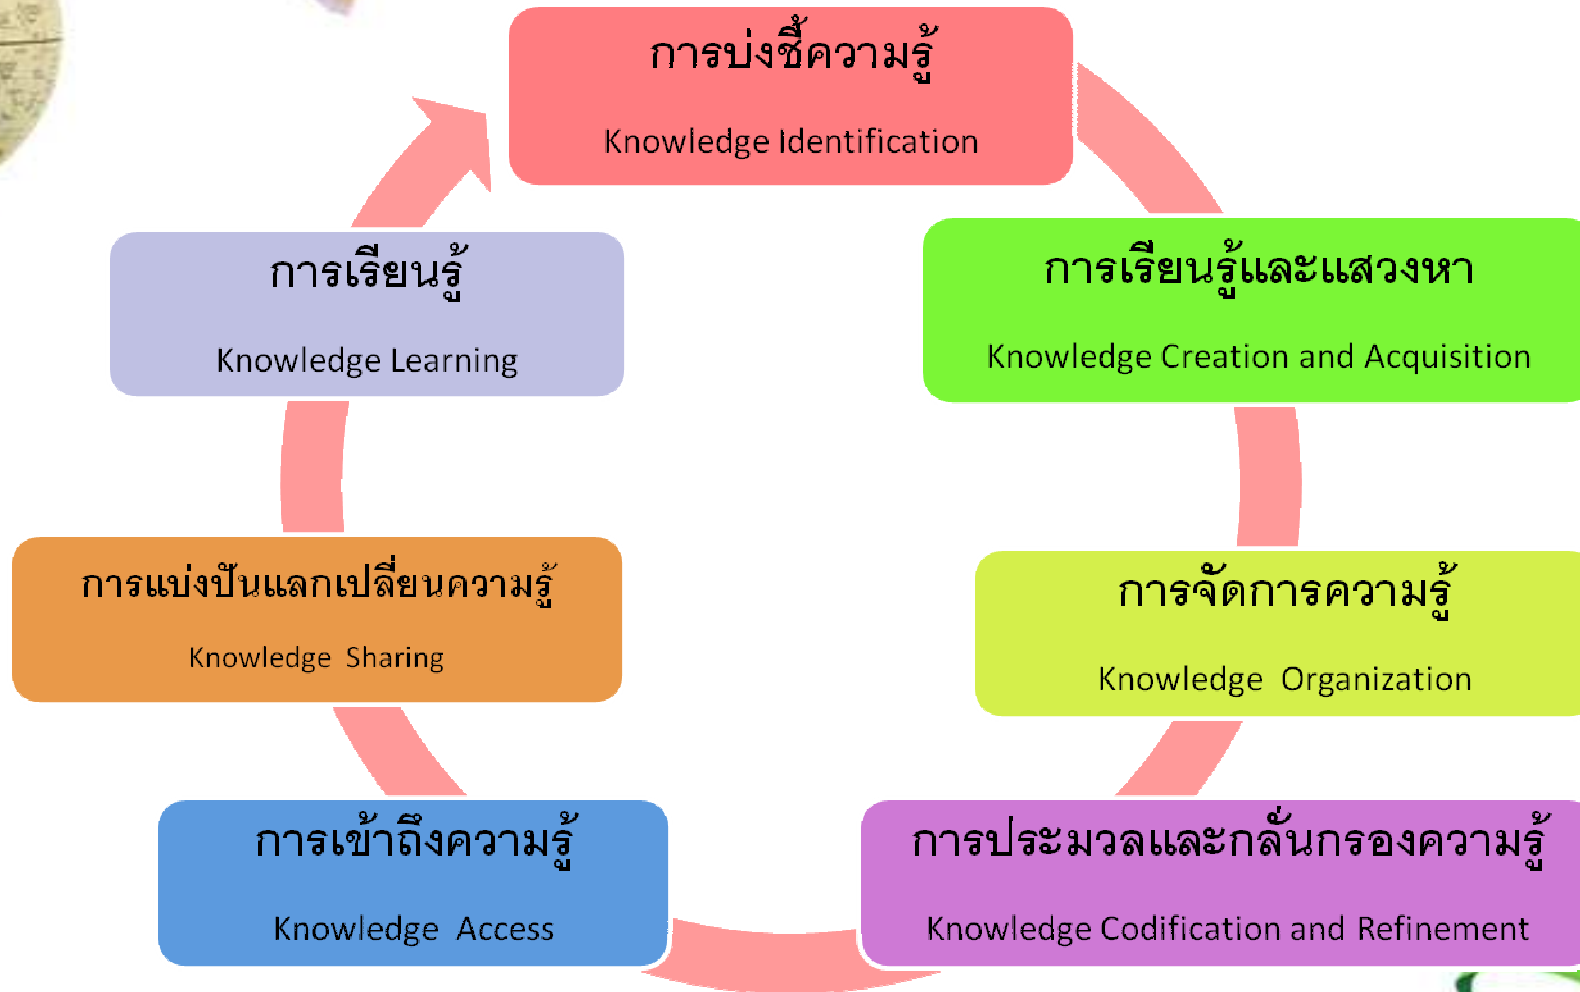 การบ่งชี้ความรู้
Knowledge Identification
การเรียนรู้และแสวงหา
Knowledge Creation and Acquisition
การจัดการความรู้
Knowledge Organization
การประมวลและกลั่นกรองความรู้
Knowledge Codification and Refinement
การเข้าถึงความรู้
Knowledge Access
การแบ่งปันแลกเปลี่ยนความรู้
Knowledge Sharing
การเรียนรู้
Knowledge Learning